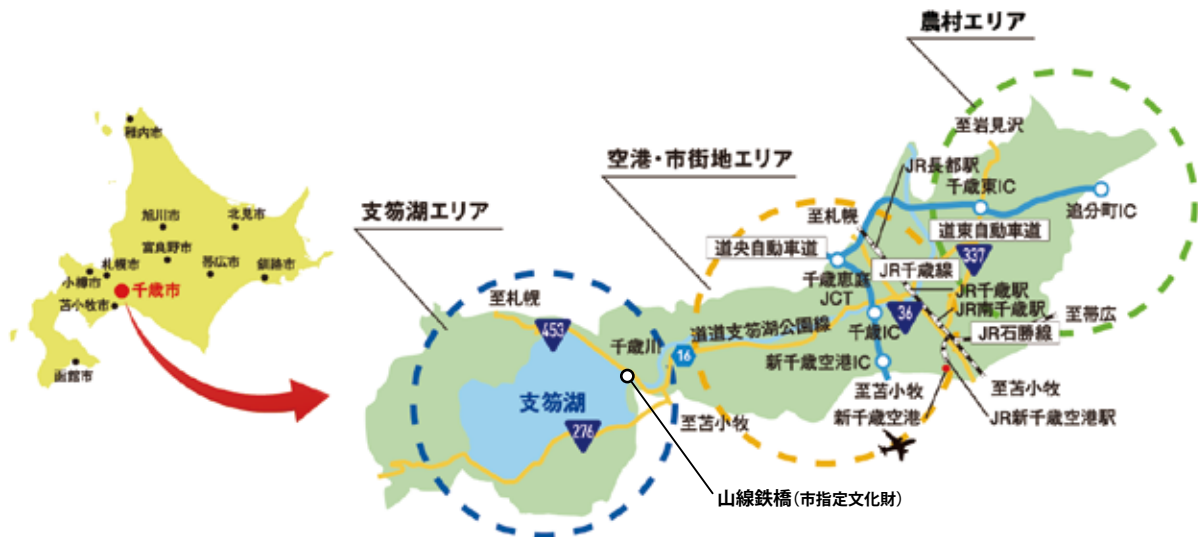 農村エリア
空港・市街地エリア
支笏湖エリア
稚内市
旭川市
北見市
富良野市
札幌市
小樽市
帯広市
釧路市
千歳市
苫小牧市
函館市
至岩見沢
JR長都駅
千歳東IC
追分町IC
至札幌
道東自動車道
道央自動車道
337
JR千歳線
千歳恵庭
JCT
JR千歳駅
36
JR南千歳駅
至帯広
JR石勝線
至札幌
453
千歳川
16
道道支笏湖公園線
千歳IC
新千歳空港IC
至苫小牧
至苫小牧
新千歳空港
JR新千歳空港駅
支笏湖
276
至苫小牧
山線鉄橋(市指定文化財)